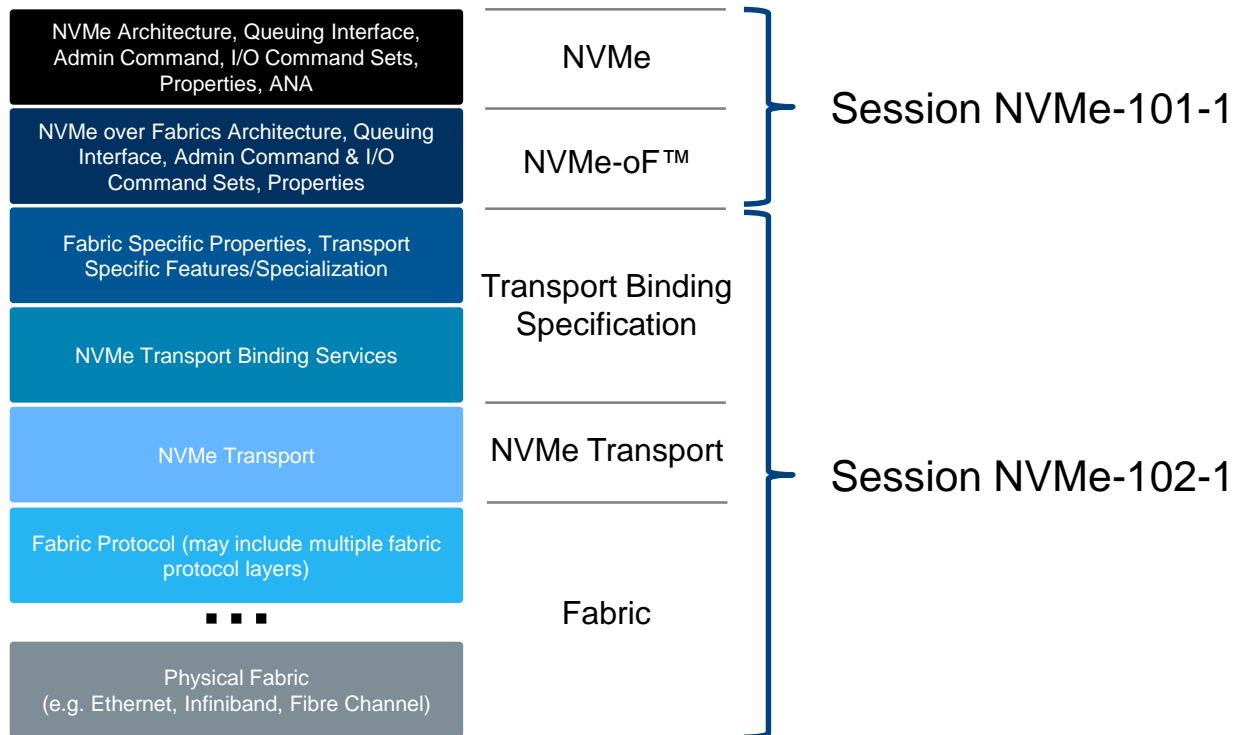 NVMe Architecture, Queuing Interface,
Admin Command, I/O Command Sets,
Properties, ANA
NVMe
Session NVMe-101-1
NVMe over Fabrics Architecture, Queuing
Interface, Admin Command & I/O
Command Sets, Properties
NVMe-oF™
Fabric Specific Properties, Transport
Specific Features/Specialization
Transport Binding
Specification
NVMe Transport Binding Services
NVMe Transport
NVMe Transport
Session NVMe-102-1
Fabric Protocol (may include multiple fabric
protocol layers)
...
Fabric
Physical Fabric
(e.g. Ethernet, Infiniband, Fibre Channel)